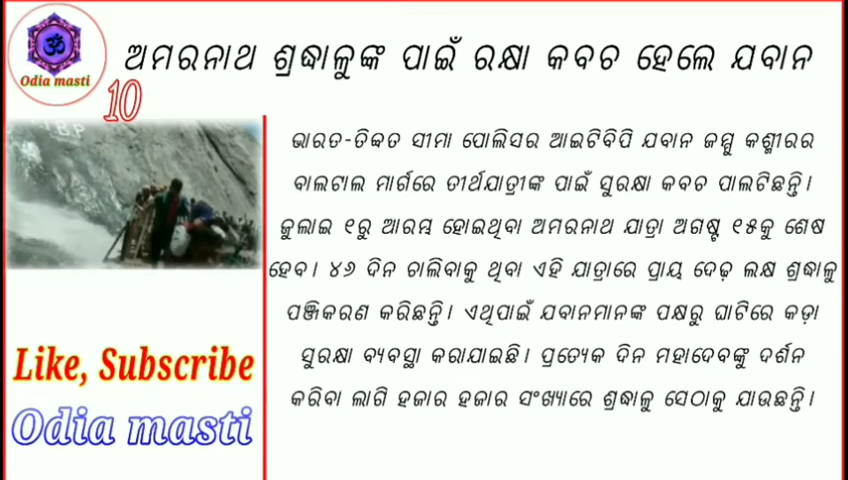 ଅମରନାଥ ଶ୍ରଦ୍ଧାଳୁଙ୍କ ପାଇଁ ରକ୍ଷା କବଚ ହେଲେ ଯବାନ
Odia masti
10
ଭାରତ-ତିବ୍ବତ ସୀମା ପୋଲିସର ଆଇଟିବିପି ଯବାନ ଜମ୍ମୁ କଶ୍ମୀରର
ବାଲଟାଲ ମାର୍ଗରେ ତୀର୍ଥଯାତ୍ରୀଙ୍କ ପାଇଁ ସୁରକ୍ଷା କବଚ ପାଲଟିଛନ୍ତି।
ଜୁଲାଇ ୧ରୁ ଆରମ୍ଭ ହୋଇଥିବା ଅମରନାଥ ଯାତ୍ରା ଅଗଷ୍ଟ ୧୫କୁ ଶେଷ
ହେବ। ୪୬ ଦିନ ଚାଲିବାକୁ ଥିବା ଏହି ଯାତ୍ରାରେ ପ୍ରାୟ ଦେଢ଼ ଲକ୍ଷ ଶ୍ରଦ୍ଧାଳୁ
ପଞ୍ଜିକରଣ କରିଛନ୍ତି। ଏଥିପାଇଁ ଯବାନମାନଙ୍କ ପକ୍ଷରୁ ଘାଟିରେ କଡ଼ା
ସୁରକ୍ଷା ବ୍ୟବସ୍ଥା କରାଯାଇଛି। ପ୍ରତ୍ୟେକ ଦିନ ମହାଦେବଙ୍କୁ ଦର୍ଶନ
କରିବା ଲାଗି ହଜାର ହଜାର ସଂଖ୍ୟାରେ ଶ୍ରଦ୍ଧାଳୁ ସେଠାକୁ ଯାଉଛନ୍ତି।
Like, Subscribe
Odia masti